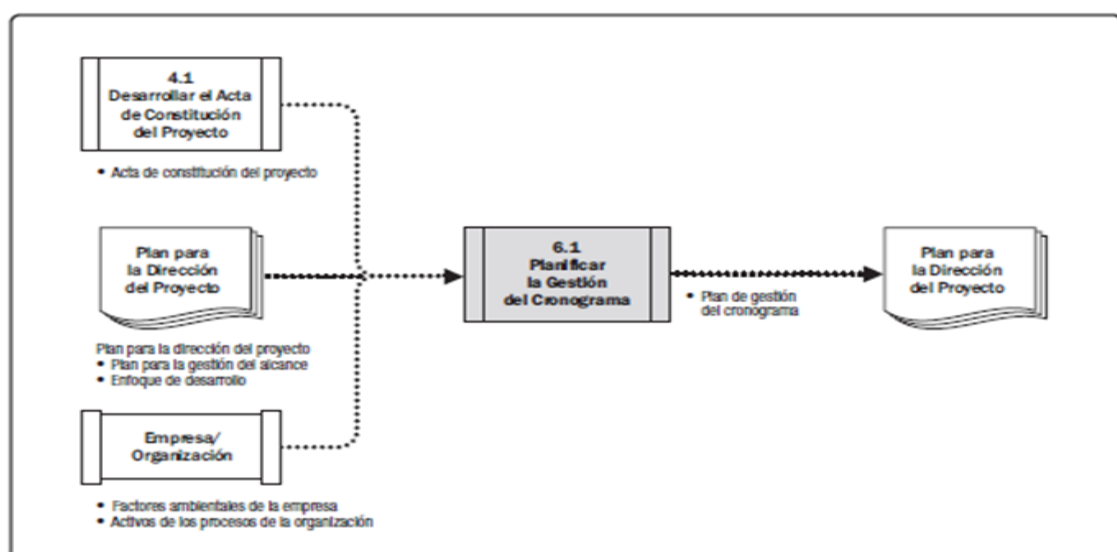 4.1
Desarrollar el Acta
de Constitución
del Proyecto
• Acta de constitución del proyecto
Plan para
la Dirección
del Proyecto
Plan para la dirección del proyecto
• Plan para la gestión del alcance
• Enfoque de desarrollo
Empresa/
Organización
• Factores ambientales de la empresa
• Activos de los procesos de la organización
6.1
Planificar
la Gestión
del Cronograma
• Plan de gestión
del cronograma
Plan para
la Dirección
del Proyecto